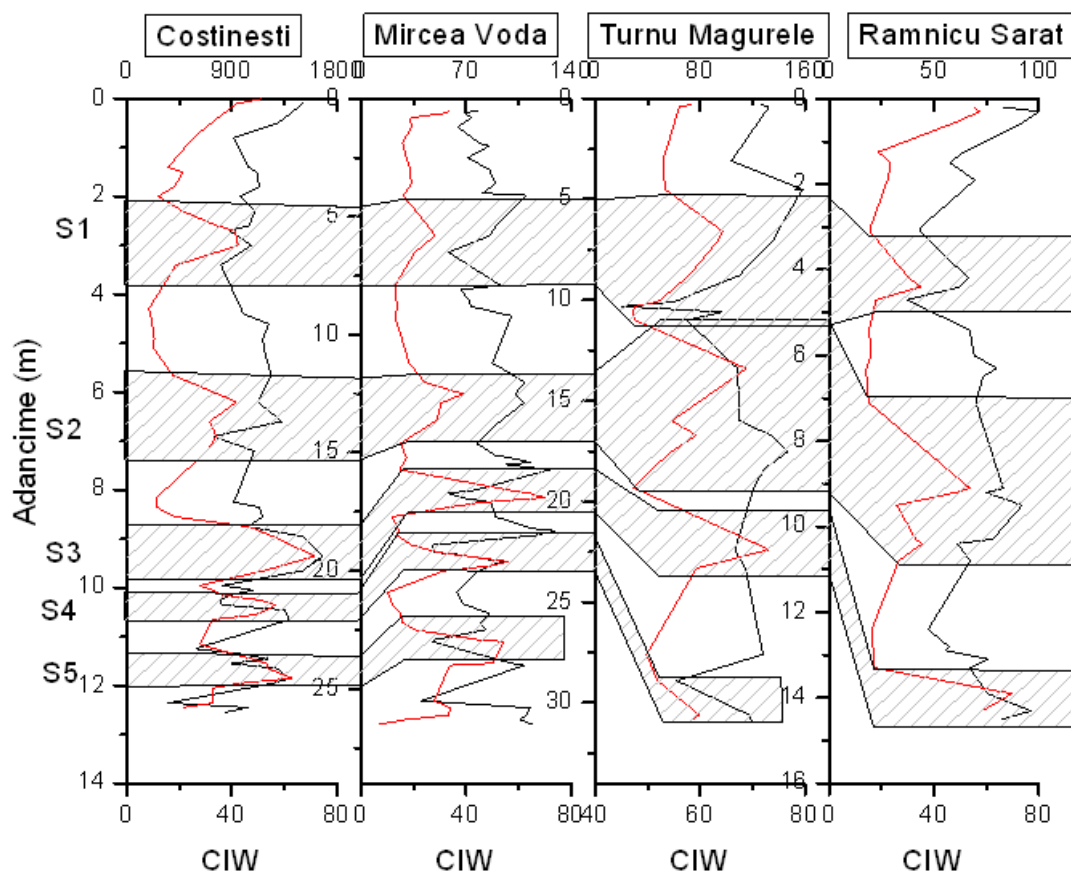 Costinesti Mircea Voda Turnu Magurele Ramnicu Sarat
0 900 1800 70 140 0 80 160 0 50 100
0 0 0 0
2 2
5 5
S1
4 4
10 10
6 6
S2
15 15
8 8
20
S3
20 10
10
S4
25 12
S5
12 25 30 14
14 16
0 40 80 0 40 80 40 60 80 0 20 40 60 80
CIW CIW CIW CIW
Adancime (m)